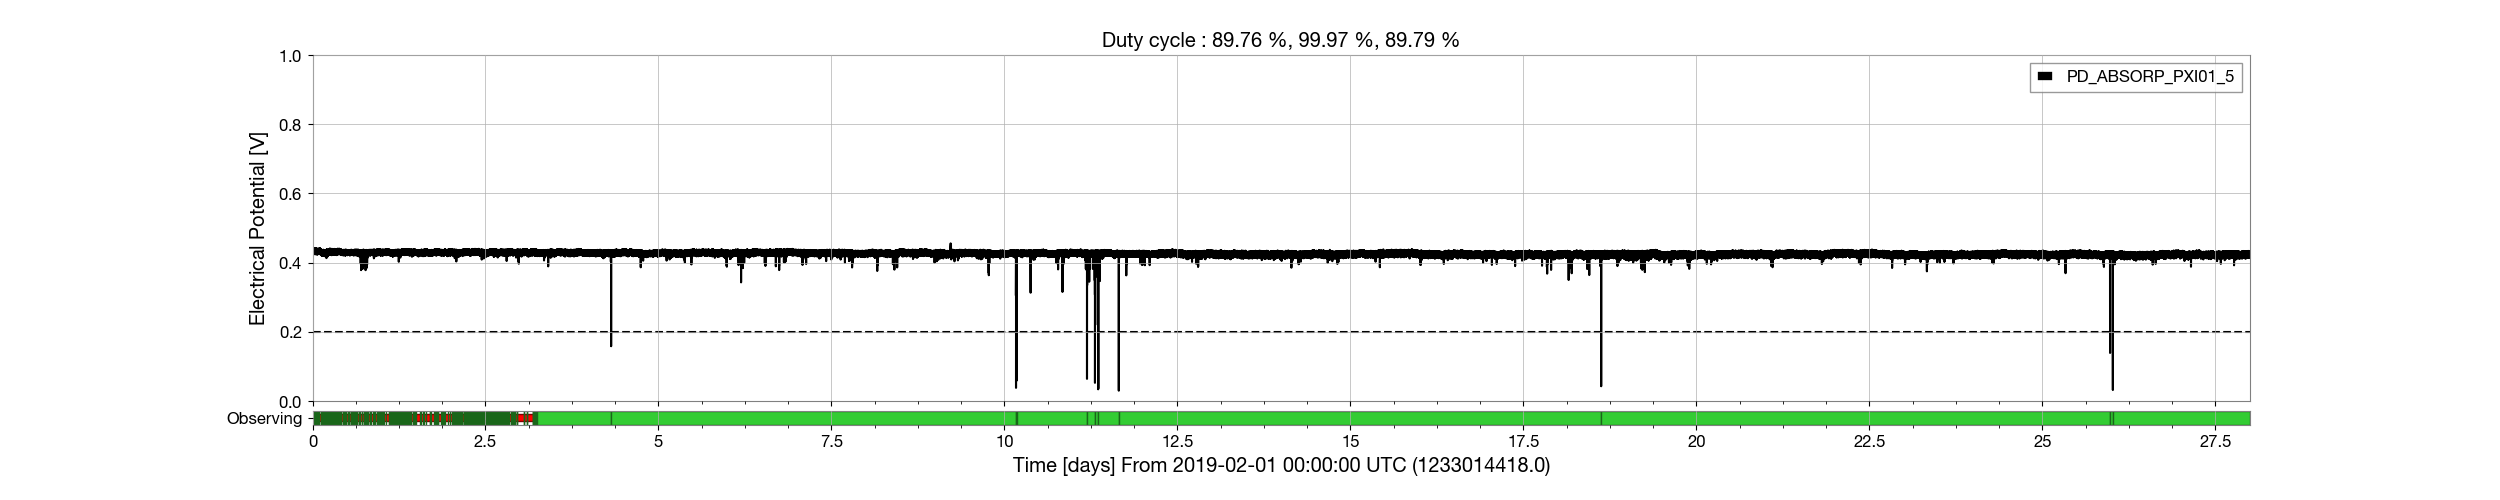 Duty cycle : 89.76 %, 99.97 %, 89.79 %
PD_ABSORP_PXI01_5
Electrical Potential [V]
1.0
0.8
0.6
0.4
0.2
0.0
Observing
0 2.5 5 7.5 10 12.5 15 17.5 20 22.5 25 27.5
Time [days] From 2019-02-01 00:00:00 UTC (1233014418.0)